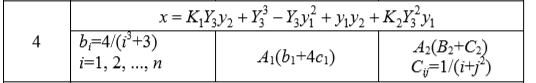 x = K₁Y₃y₂ + Y₃³ − Y₃y₁² + y₁y₂ + K₂Y₃²y₁
4
bᵢ=4/(i³+3)
i=1, 2, ..., n
A₁(b₁+4c₁)
A₂(B₂+C₂)
Cᵢⱼ=1/(i+j²)